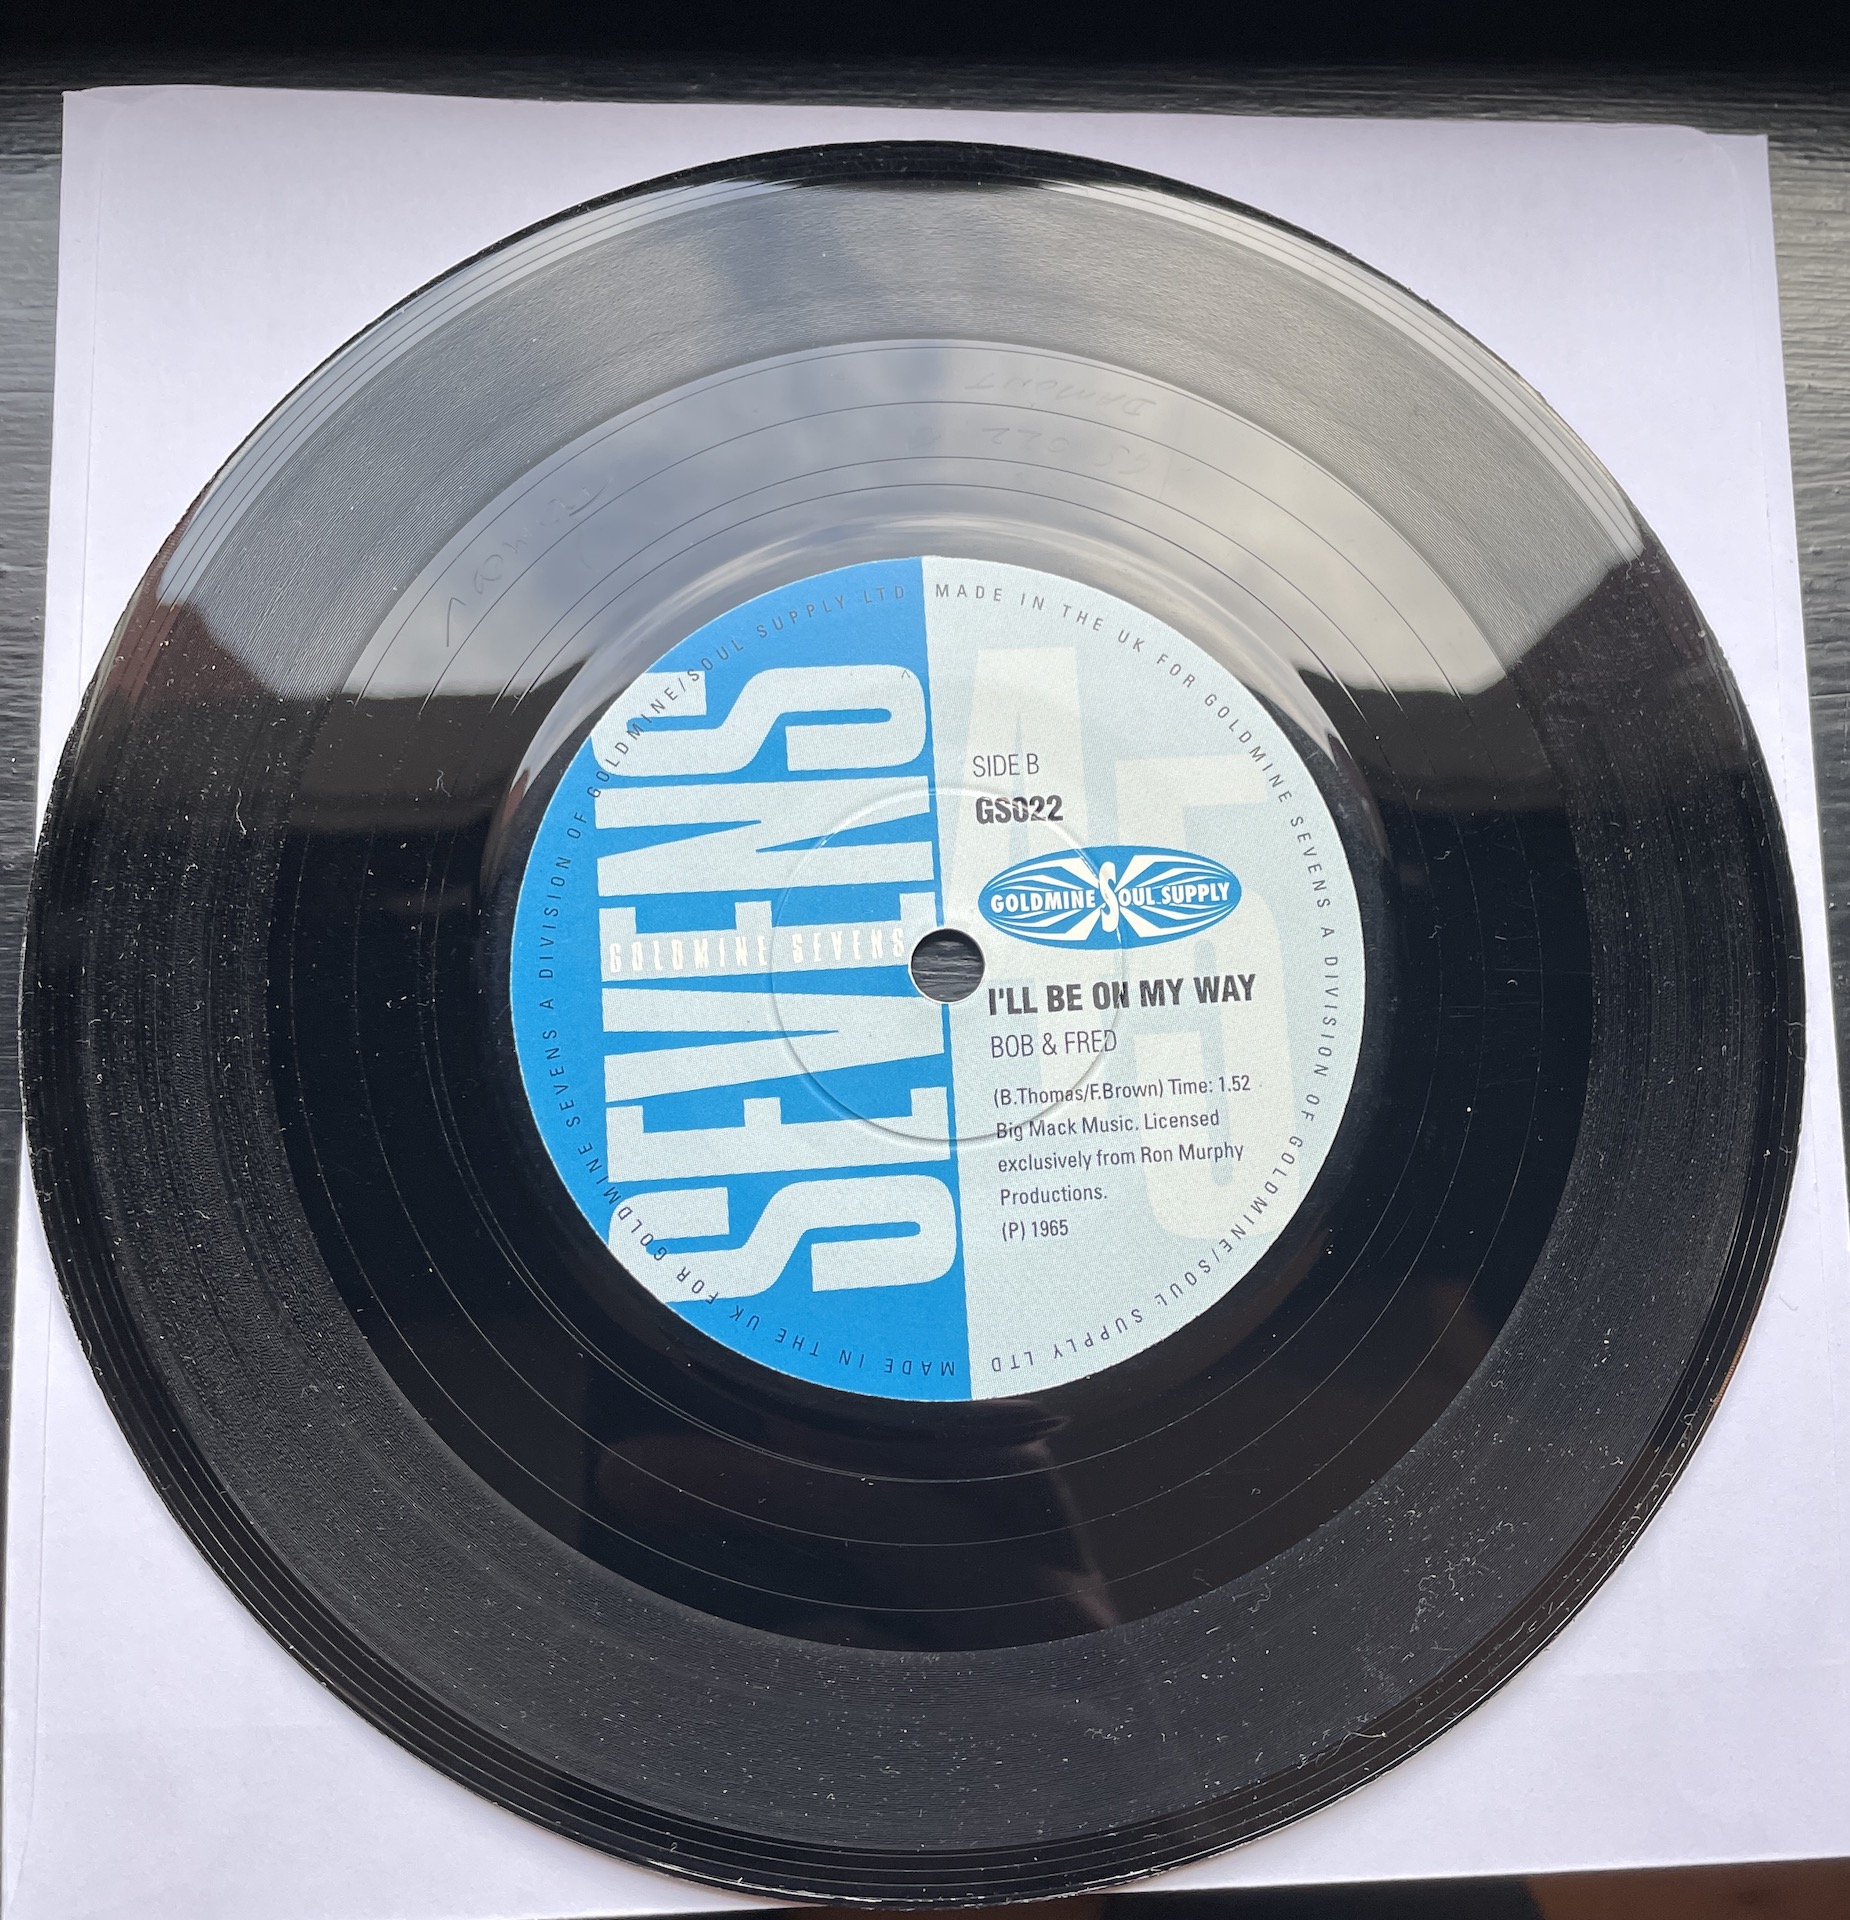 SIDE B
GS022
GOLDMINE SOUL SUPPLY
I'LL BE ON MY WAY
BOB & FRED
(B.Thomas/F.Brown) Time: 1.52
Big Mack Music. Licensed
exclusively from Ron Murphy
Productions.
(P) 1965
SEVENS
GOLDMINE SEVENS
45
MADE IN THE UK FOR GOLDMINE SEVENS A DIVISION OF GOLDMINE/SOUL SUPPLY LTD
MADE IN THE UK FOR GOLDMINE SEVENS A DIVISION OF GOLDMINE/SOUL SUPPLY LTD
DAMONT
GS 022